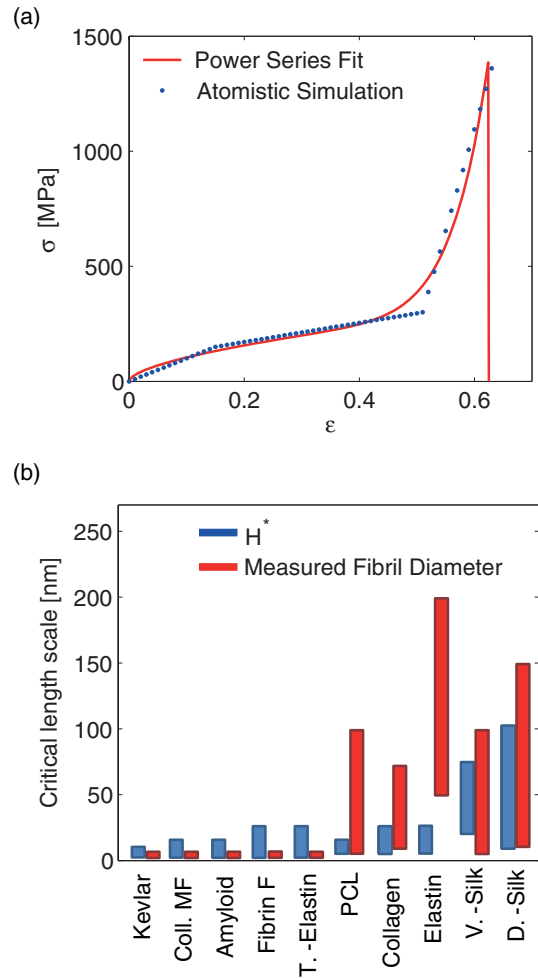 (a)
1500
Power Series Fit
Atomistic Simulation
1000
σ [MPa]
500
0
0 0.2 0.4 0.6
ε
(b)
250
H*
Measured Fibril Diameter
200
Critical length scale [nm]
150
100
50
0
Kevlar
Coll. MF
Amyloid
Fibrin F
T. -Elastin
PCL
Collagen
Elastin
V. -Silk
D. -Silk